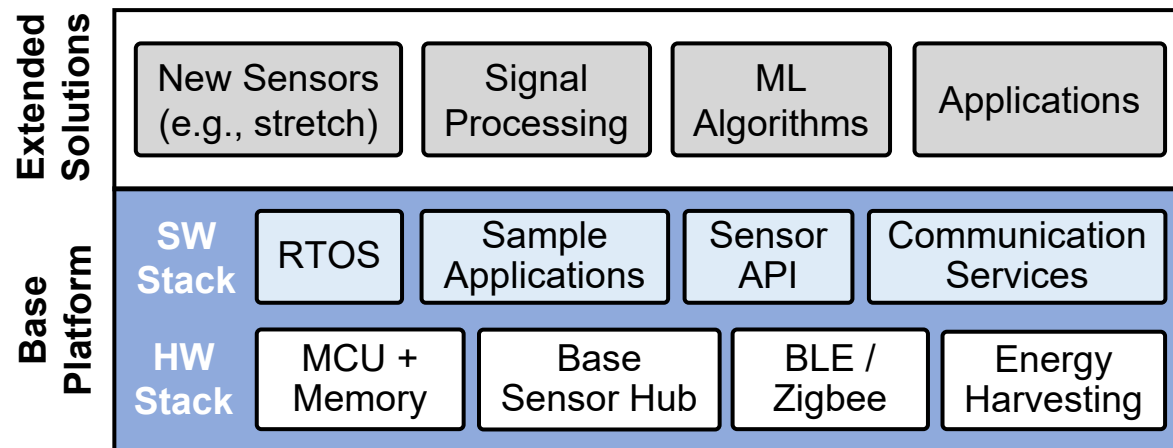 Extended
Solutions
New Sensors
(e.g., stretch)
Signal
Processing
ML
Algorithms
Applications
Base
Platform
SW
Stack
RTOS
Sample
Applications
Sensor
API
Communication
Services
HW
Stack
MCU +
Memory
Base
Sensor Hub
BLE /
Zigbee
Energy
Harvesting